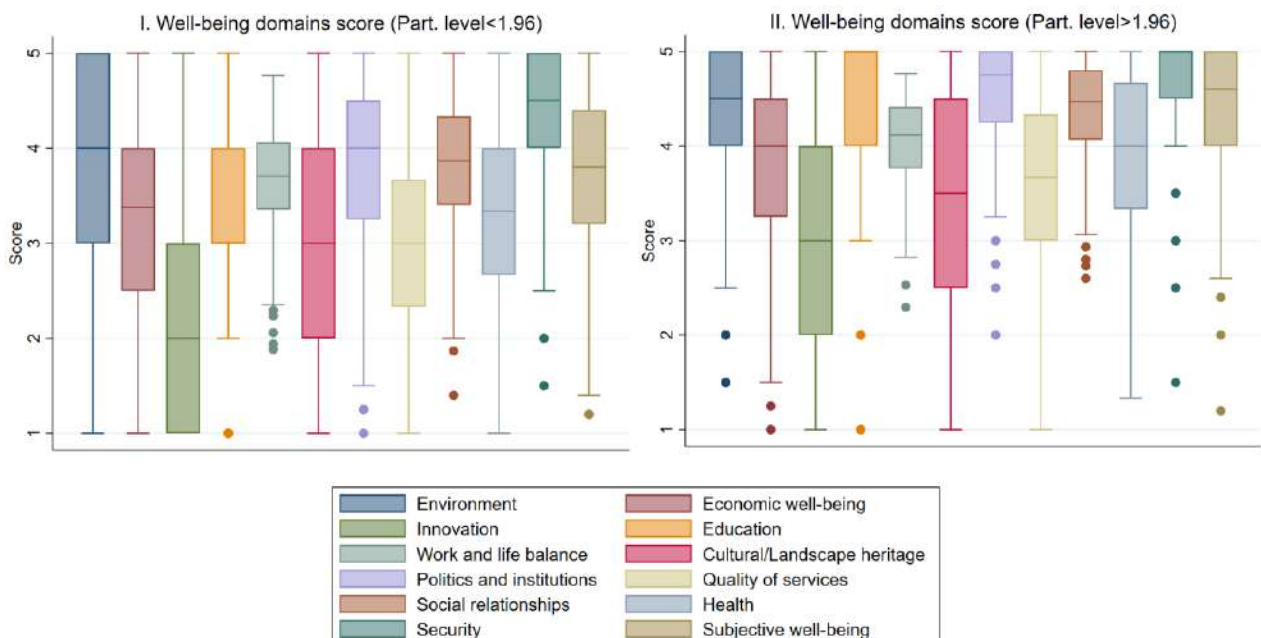 I. Well-being domains score (Part. level<1.96)
Score
5
4
3
2
1
II. Well-being domains score (Part. level>1.96)
Score
5
4
3
2
1
Environment
Economic well-being
Innovation
Education
Work and life balance
Cultural/Landscape heritage
Politics and institutions
Quality of services
Social relationships
Health
Security
Subjective well-being